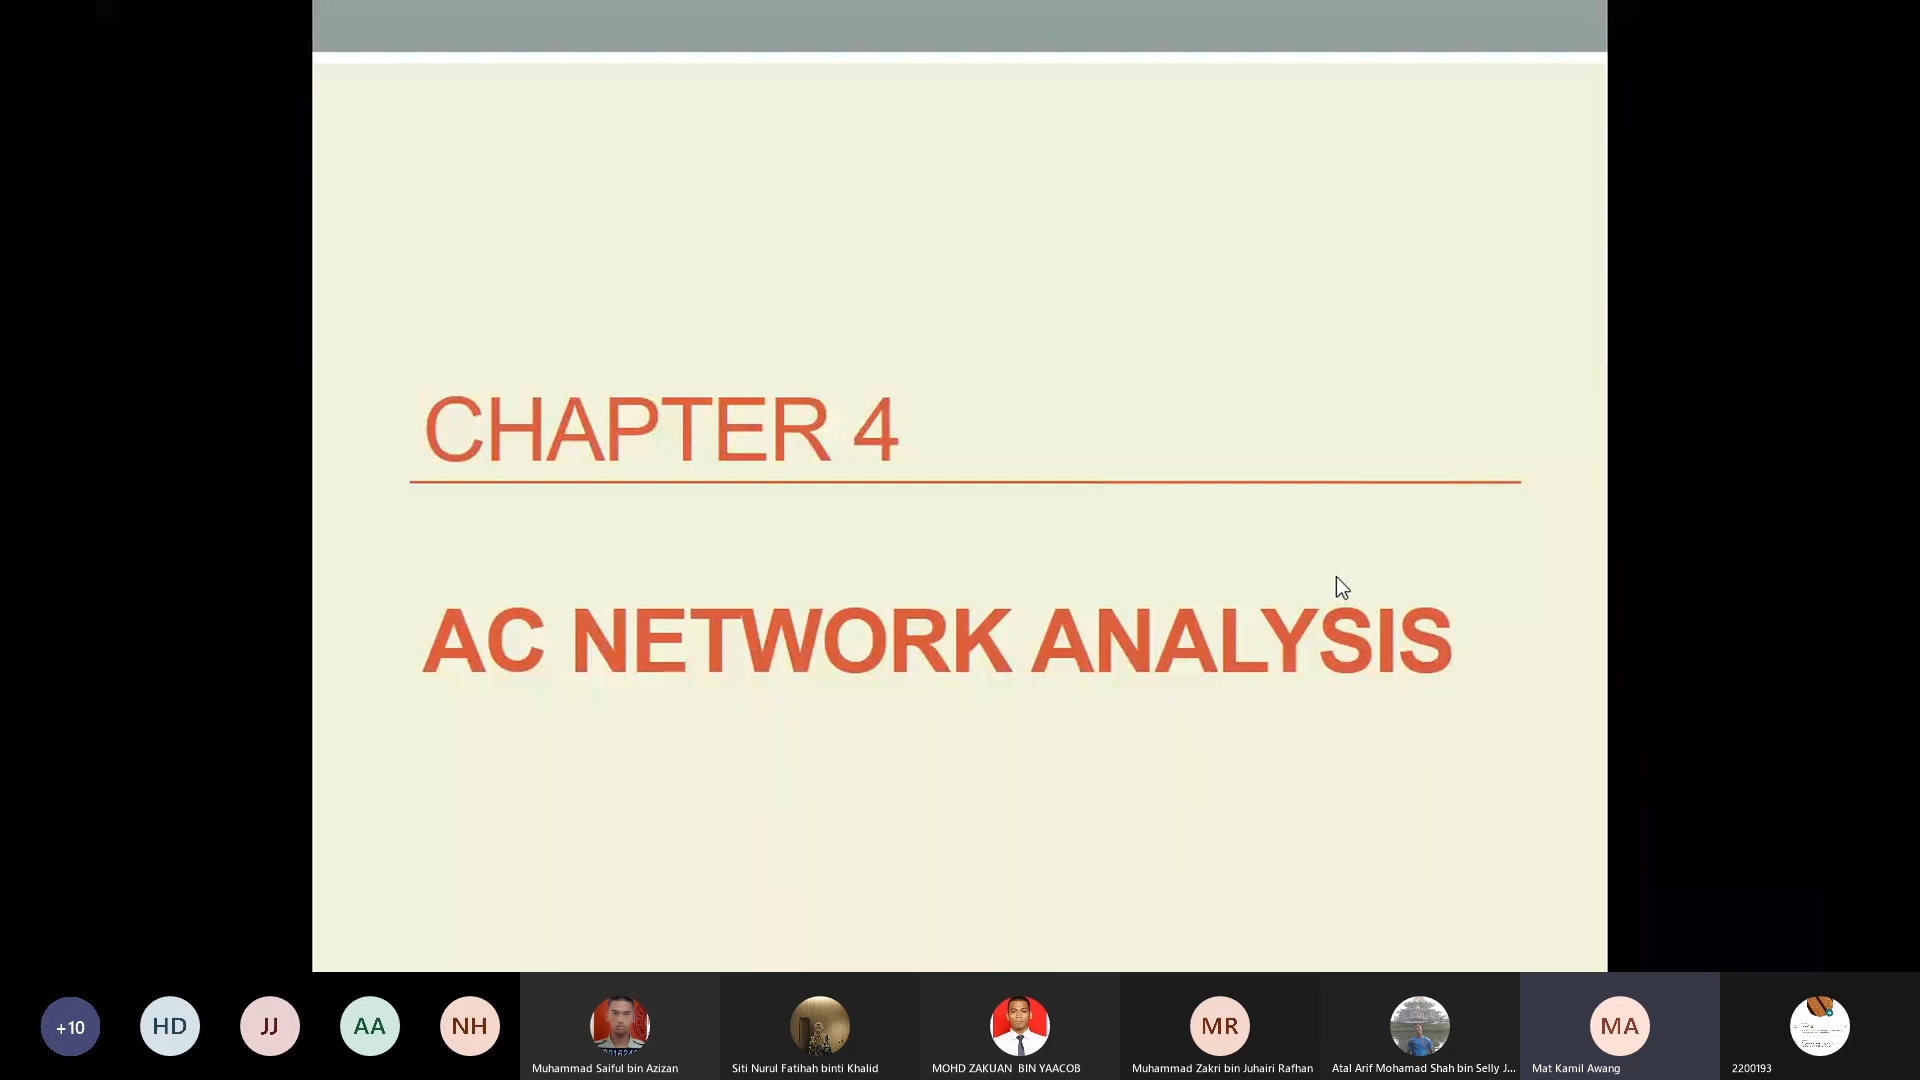 CHAPTER 4
AC NETWORK ANALYSIS
+10
HD
JJ
AA
NH
MR
MA
Muhammad Saiful bin Azizan
Siti Nurul Fatihah binti Khalid
MOHD ZAKUAN BIN YAACOB
Muhammad Zakri bin Juhairi Rafhan
Atal Arif Mohamad Shah bin Selly J...
Mat Kamil Awang
2200193